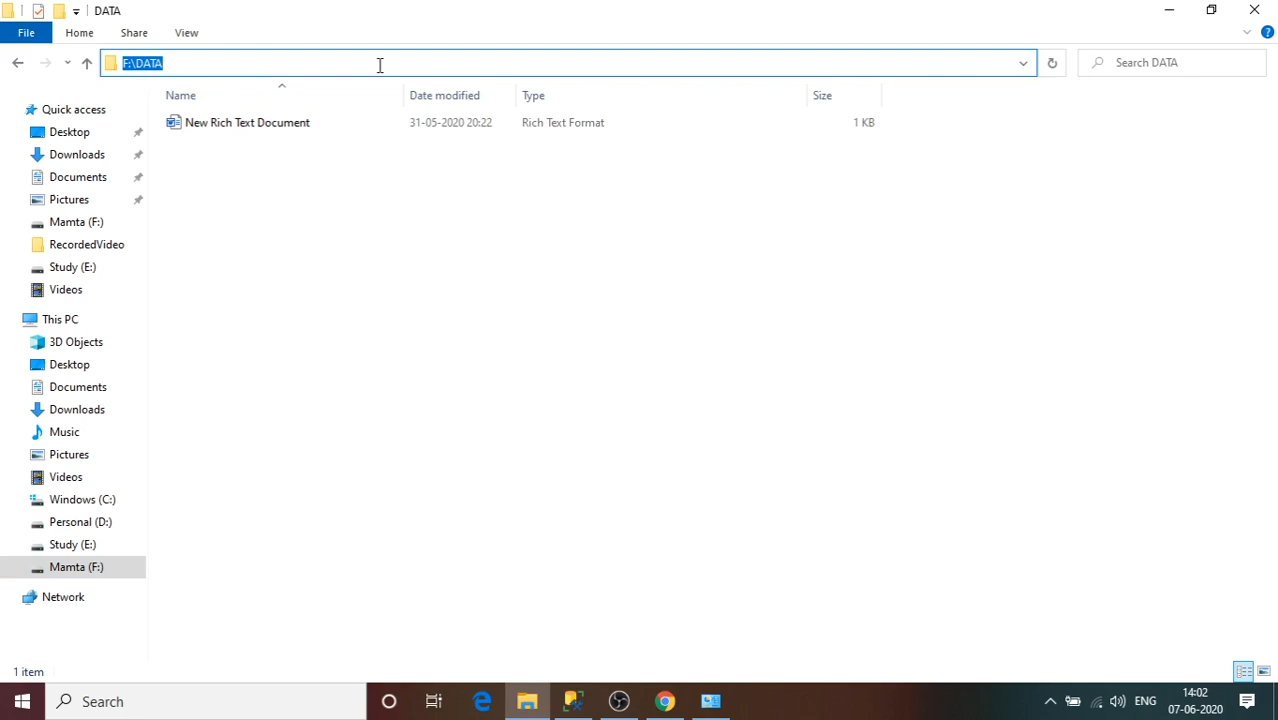 DATA
File
Home
Share
View
F:\DATA
Search DATA
Name
Date modified
Type
Size
New Rich Text Document
31-05-2020 20:22
Rich Text Format
1 KB
Quick access
Desktop
Downloads
Documents
Pictures
Mamta (F:)
RecordedVideo
Study (E:)
Videos
This PC
3D Objects
Desktop
Documents
Downloads
Music
Pictures
Videos
Windows (C:)
Personal (D:)
Study (E:)
Mamta (F:)
Network
1 item
Search
ENG
14:02
07-06-2020